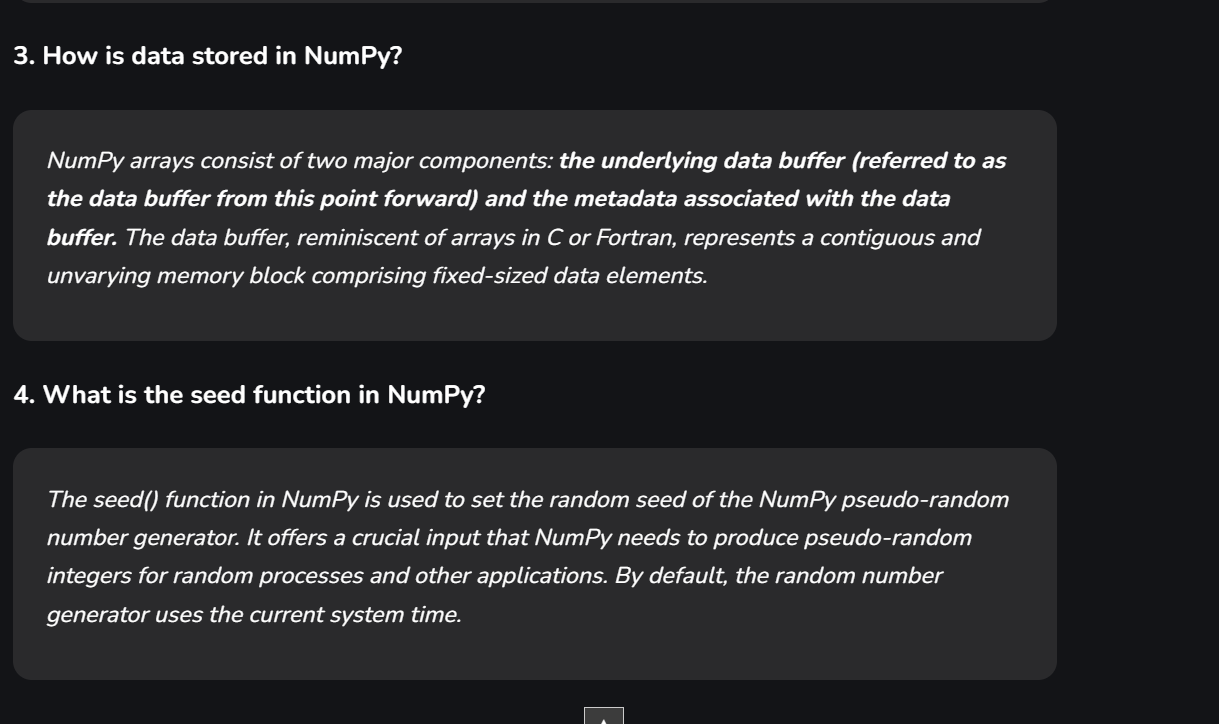 3. How is data stored in NumPy?
NumPy arrays consist of two major components: the underlying data buffer (referred to as
the data buffer from this point forward) and the metadata associated with the data
buffer. The data buffer, reminiscent of arrays in C or Fortran, represents a contiguous and
unvarying memory block comprising fixed-sized data elements.
4. What is the seed function in NumPy?
The seed() function in NumPy is used to set the random seed of the NumPy pseudo-random
number generator. It offers a crucial input that NumPy needs to produce pseudo-random
integers for random processes and other applications. By default, the random number
generator uses the current system time.